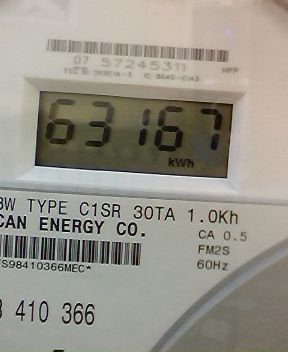 07 57245311
HPP
63167
kWh
3W TYPE C1SR 30TA 1.0Kh
CAN ENERGY CO.
CA 0.5
FM2S
60Hz
S98410366MEC*
410 366